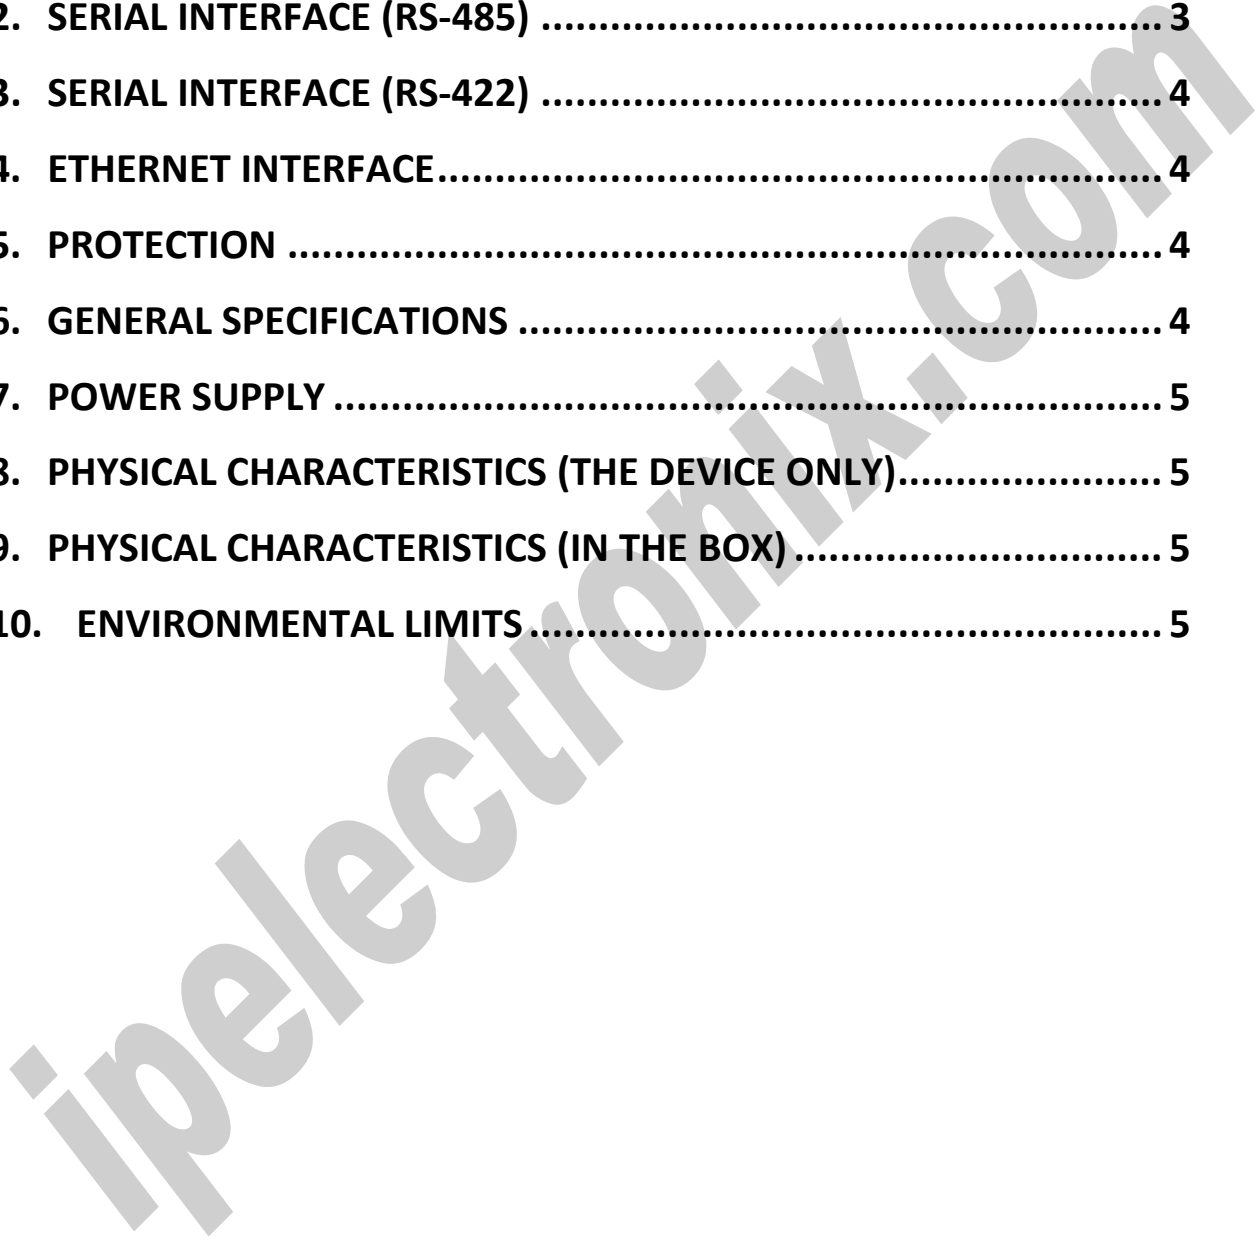 2. SERIAL INTERFACE (RS-485) ........................................................ 3
3. SERIAL INTERFACE (RS-422) ........................................................ 4
4. ETHERNET INTERFACE................................................................. 4
5. PROTECTION ............................................................................... 4
6. GENERAL SPECIFICATIONS .......................................................... 4
7. POWER SUPPLY ........................................................................... 5
8. PHYSICAL CHARACTERISTICS (THE DEVICE ONLY)....................... 5
9. PHYSICAL CHARACTERISTICS (IN THE BOX) ................................. 5
10. ENVIRONMENTAL LIMITS ......................................................... 5
ipelectronix.com